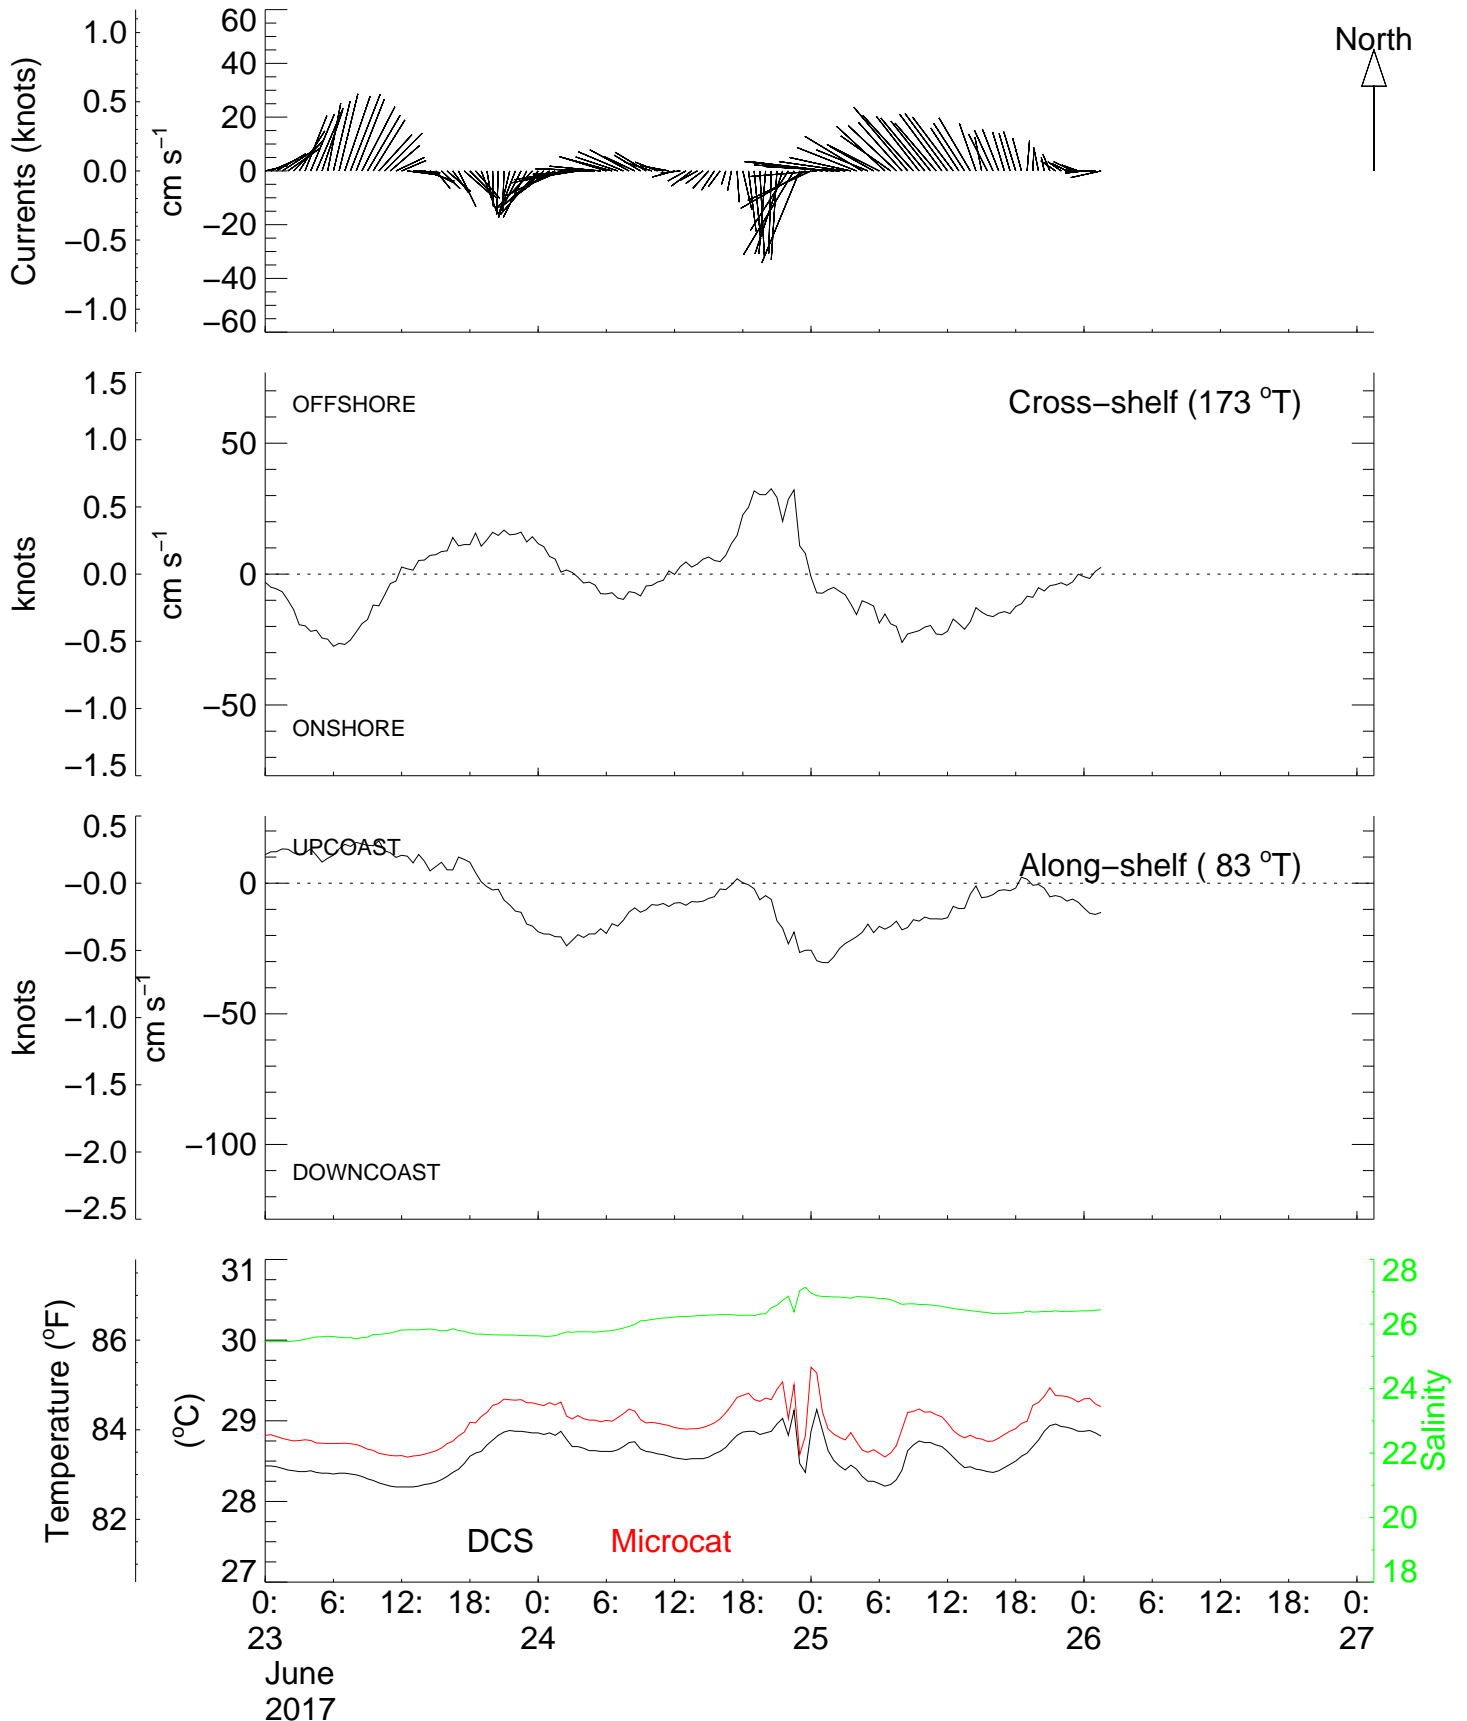 Currents (knots)
1.0
0.5
0.0
−0.5
−1.0
cm s−1
60
40
20
0
−20
−40
−60
North
knots
1.5
1.0
0.5
0.0
−0.5
−1.0
−1.5
cm s−1
50
0
−50
OFFSHORE
Cross−shelf (173 oT)
ONSHORE
knots
0.5
−0.0
−0.5
−1.0
−1.5
−2.0
−2.5
cm s−1
0
−50
−100
UPCOAST
Along−shelf ( 83 oT)
DOWNCOAST
Temperature (oF)
86
84
82
(oC)
31
30
29
28
27
DCS
Microcat
28
26
24
22
20
18
Salinity
0: 6: 12: 18: 0: 6: 12: 18: 0: 6: 12: 18: 0: 6: 12: 18: 0:
23 24 25 26 27
June
2017